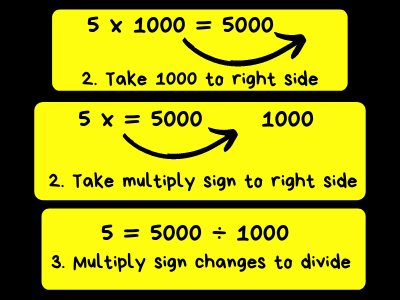 5 x 1000 = 5000
2. Take 1000 to right side
5 x = 5000 1000
2. Take multiply sign to right side
5 = 5000 ÷ 1000
3. Multiply sign changes to divide